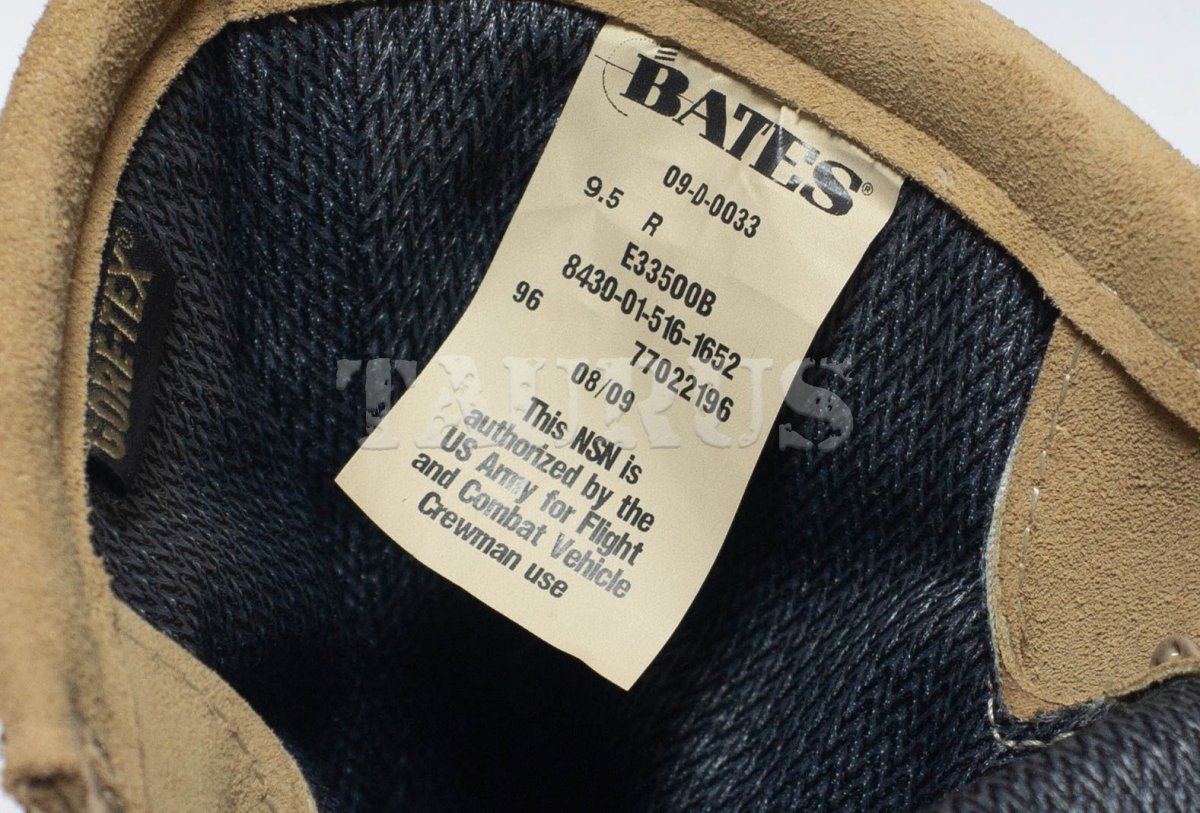 BATES®
09-D-0033
9.5 R
E33500B
8430-01-516-1652
96 77022196
08/09
This NSN is
authorized by the
US Army for Flight
and Combat Vehicle
Crewman use
GORE-TEX®
TAURUS